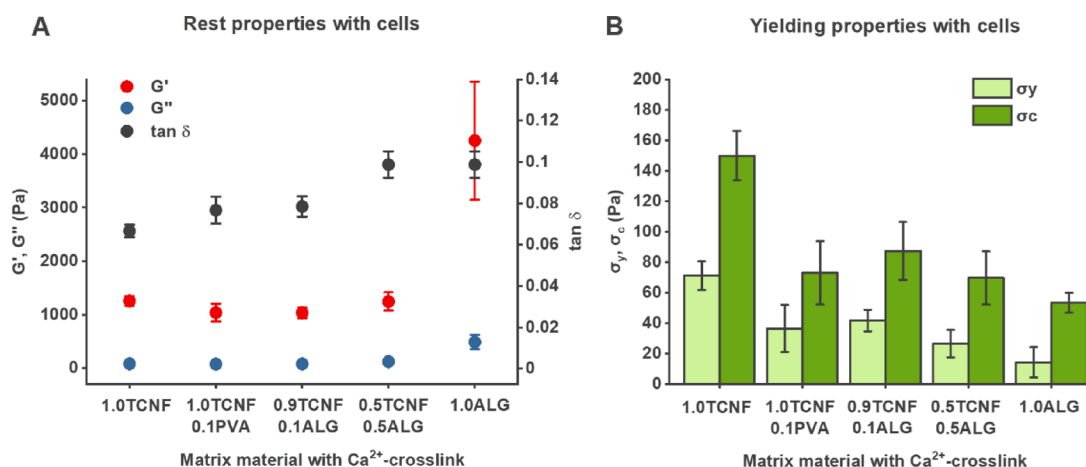 A
Rest properties with cells
G'
G"
tan δ
5000
4000
3000
2000
1000
0
G', G" (Pa)
0.14
0.12
0.1
0.08
0.06
0.04
0.02
0
tan δ
1.0TCNF
1.0TCNF
0.1PVA
0.9TCNF
0.1ALG
0.5TCNF
0.5ALG
1.0ALG
Matrix material with Ca²⁺-crosslink
B
Yielding properties with cells
σy
σc
200
180
160
140
120
100
80
60
40
20
0
σy, σc (Pa)
1.0TCNF
1.0TCNF
0.1PVA
0.9TCNF
0.1ALG
0.5TCNF
0.5ALG
1.0ALG
Matrix material with Ca²⁺-crosslink